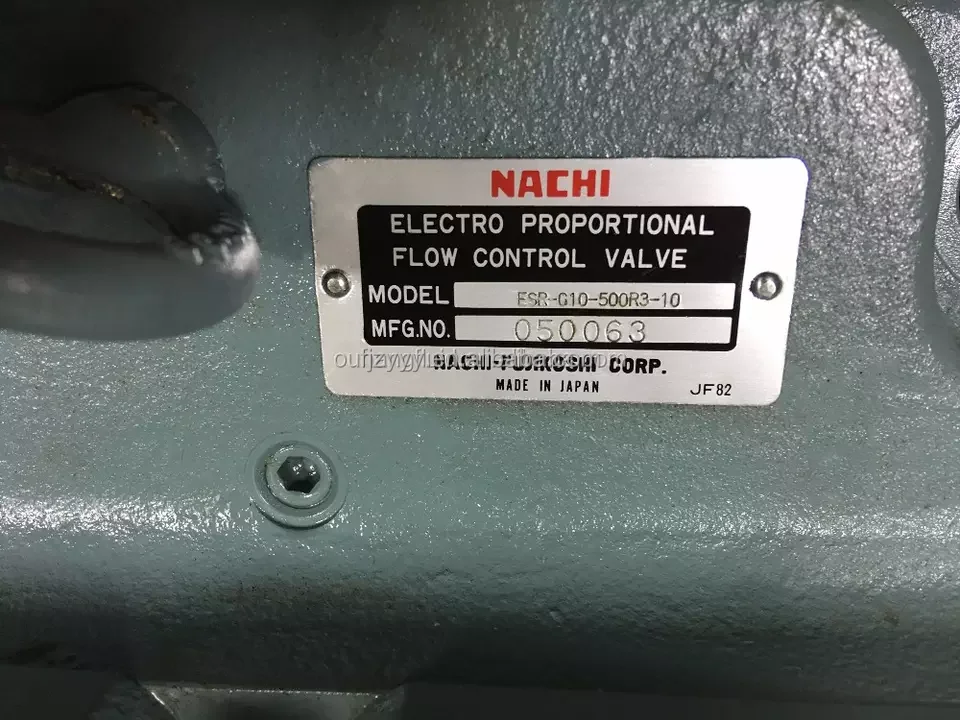 NACHI
ELECTRO PROPORTIONAL
FLOW CONTROL VALVE
MODEL ESR-G10-500R3-10
MFG.NO. 050063
NACHI-FUJIKOSHI CORP.
MADE IN JAPAN
JF82